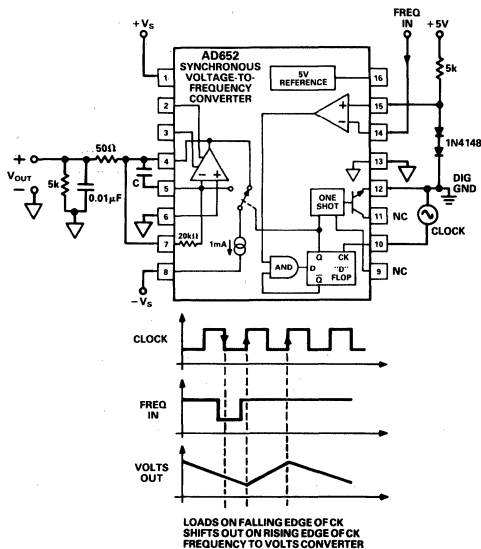 FREQ
IN
+5V
+VS
AD652
SYNCHRONOUS
VOLTAGE-TO-
FREQUENCY
CONVERTER
5V
REFERENCE
5k
1
16
2
15
+
−
3
14
1N4148
50Ω
+
4
13
VOUT
5k
0.01μF
C
5
− +
12
DIG
GND
−
6
ONE
SHOT
11
NC
CLOCK
20kΩ
7
1mA
10
Q CK
AND
D "D"
Q FLOP
8
9
NC
−VS
CLOCK
FREQ
IN
VOLTS
OUT
LOADS ON FALLING EDGE OF CK
SHIFTS OUT ON RISING EDGE OF CK
FREQUENCY TO VOLTS CONVERTER